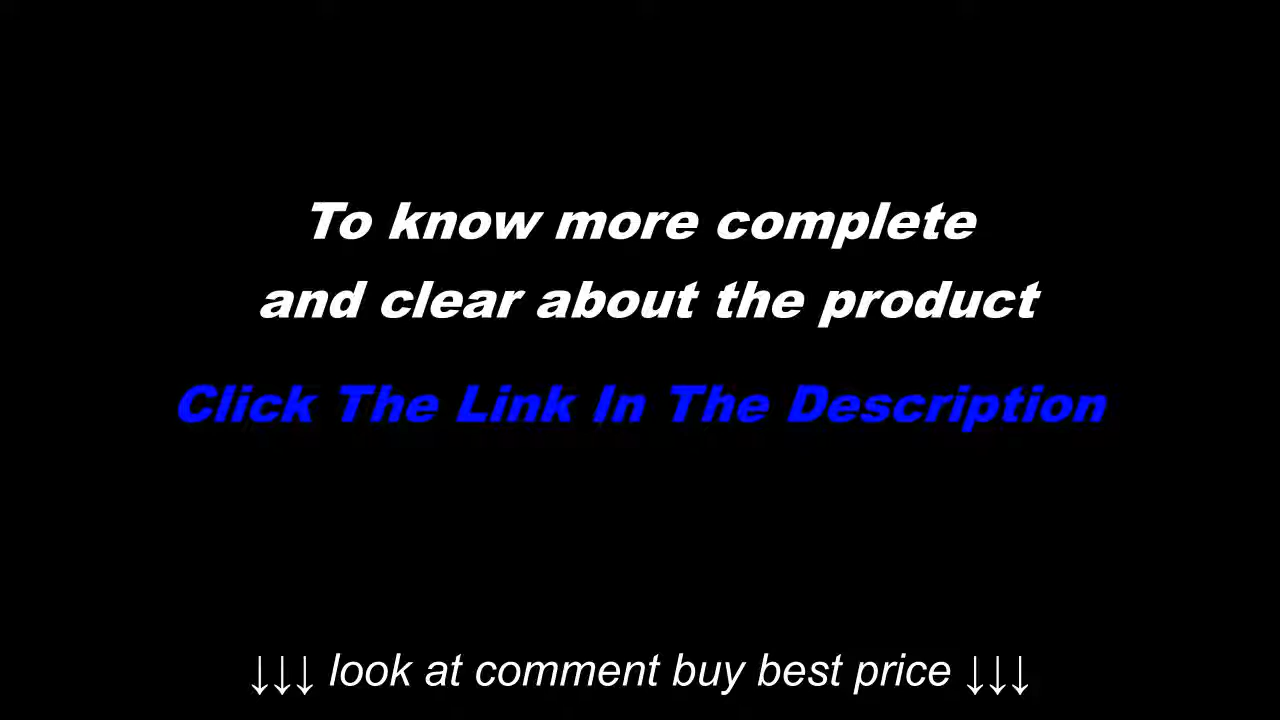 To know more complete
and clear about the product
Click The Link In The Description
↓↓↓ look at comment buy best price ↓↓↓